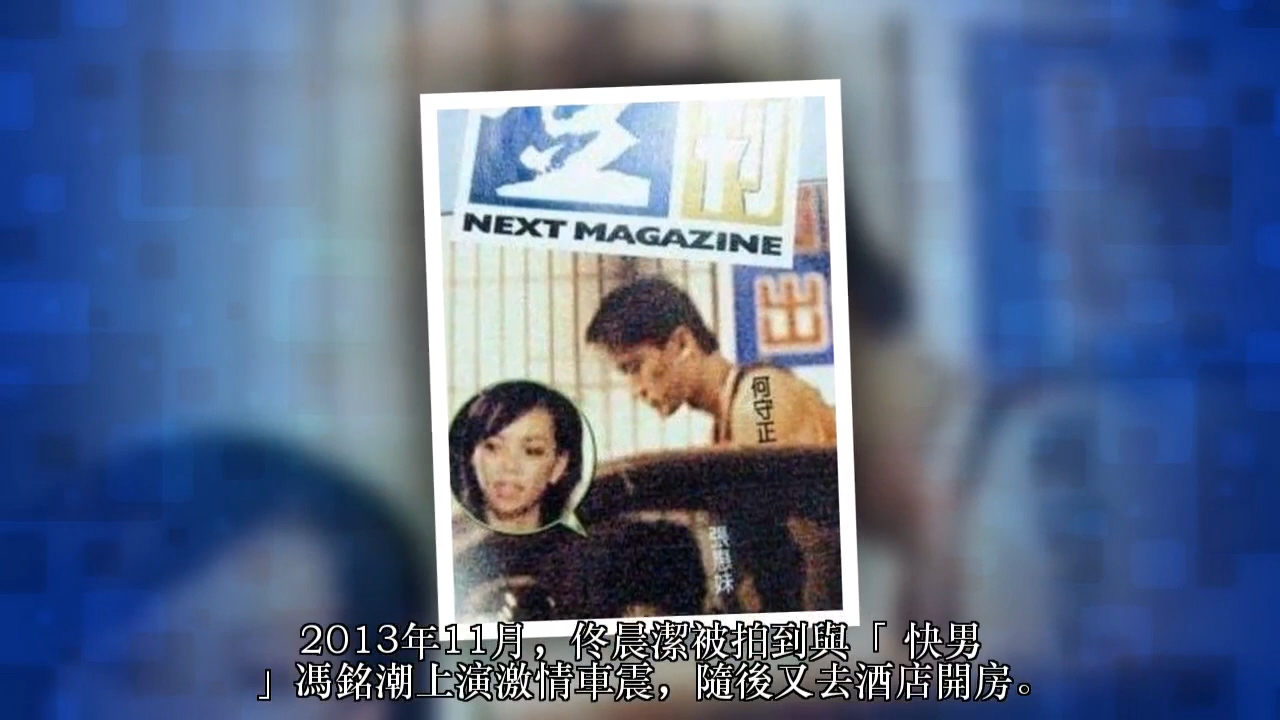 刊
NEXT MAGAZINE
出
何守正
張惠妹
2013年11月，佟晨潔被拍到與「 快男
」馮銘潮上演激情車震，隨後又去酒店開房。